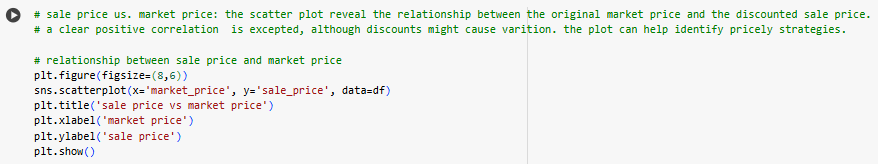 # sale price us. market price: the scatter plot reveal the relationship between the original market price and the discounted sale price.
# a clear positive correlation  is excepted, although discounts might cause varition. the plot can help identify pricely strategies.

# relationship between sale price and market price
plt.figure(figsize=(8,6))
sns.scatterplot(x='market_price', y='sale_price', data=df)
plt.title('sale price vs market price')
plt.xlabel('market price')
plt.ylabel('sale price')
plt.show()